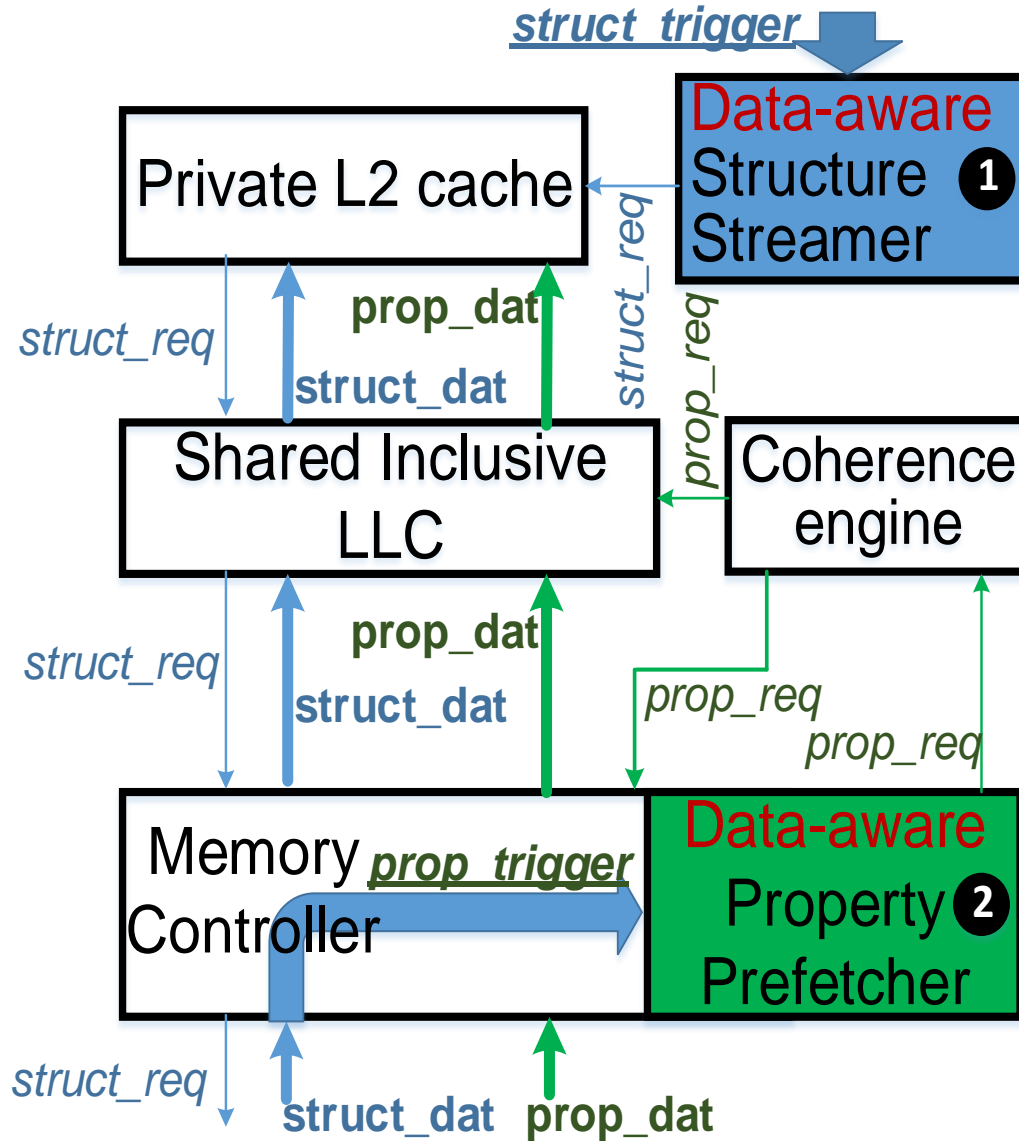 struct_trigger
Data-aware
Structure
Streamer
1
Private L2 cache
struct_req
struct_req
prop_dat
struct_dat
prop_req
Shared Inclusive
LLC
Coherence
engine
struct_req
prop_dat
struct_dat
prop_req
prop_req
Memory
Controller
prop_trigger
Data-aware
Property
Prefetcher
2
struct_req
struct_dat
prop_dat